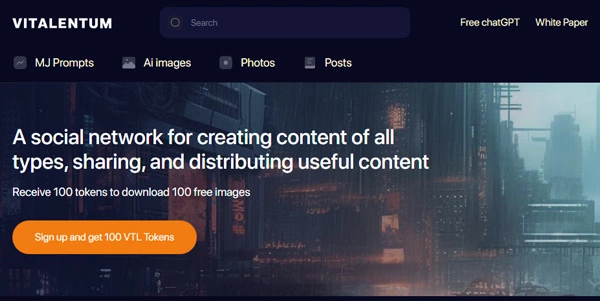 VITALENTUM
Search
Free chatGPT
White Paper
MJ Prompts
Ai images
Photos
Posts
A social network for creating content of all
types, sharing, and distributing useful content
Receive 100 tokens to download 100 free images
Sign up and get 100 VTL Tokens